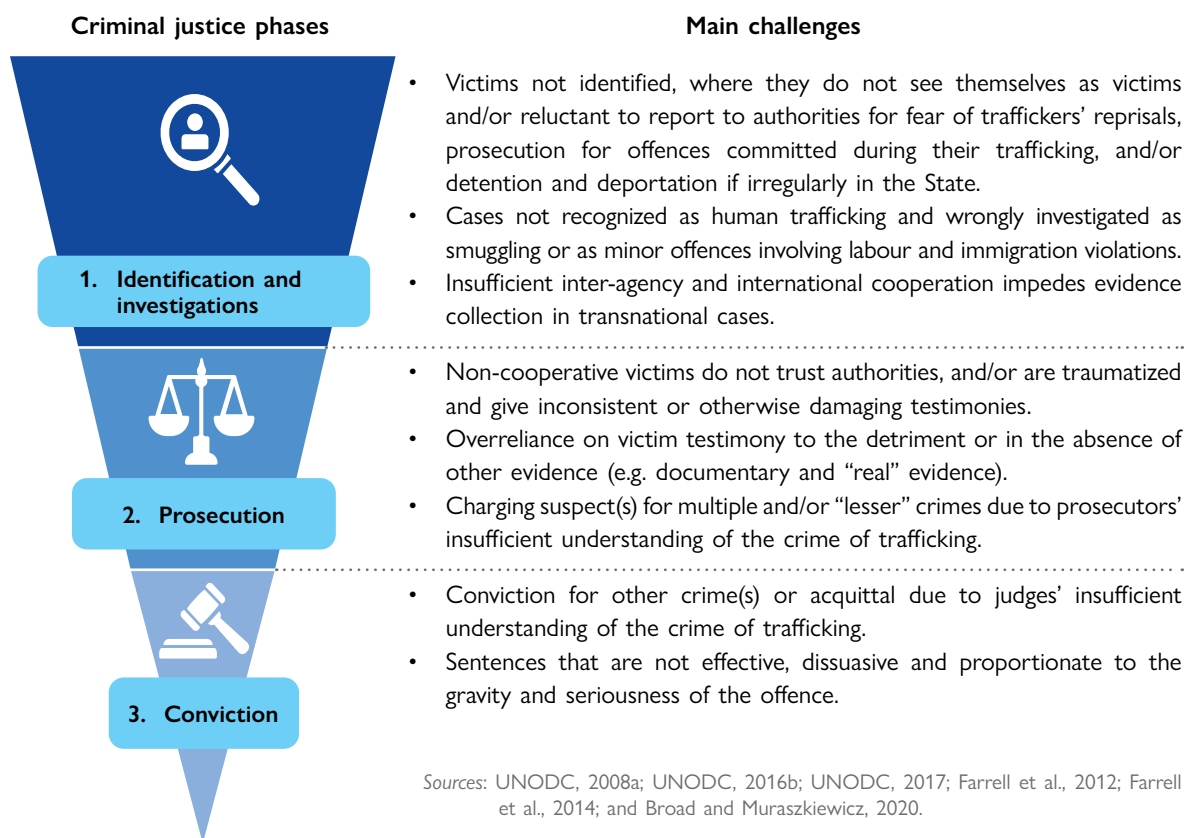 Criminal justice phases
Main challenges
• Victims not identified, where they do not see themselves as victims
and/or reluctant to report to authorities for fear of traffickers’ reprisals,
prosecution for offences committed during their trafficking, and/or
detention and deportation if irregularly in the State.
• Cases not recognized as human trafficking and wrongly investigated as
smuggling or as minor offences involving labour and immigration violations.
• Insufficient inter-agency and international cooperation impedes evidence
collection in transnational cases.
1. Identification and
investigations
• Non-cooperative victims do not trust authorities, and/or are traumatized
and give inconsistent or otherwise damaging testimonies.
• Overreliance on victim testimony to the detriment or in the absence of
other evidence (e.g. documentary and “real” evidence).
• Charging suspect(s) for multiple and/or “lesser” crimes due to prosecutors’
insufficient understanding of the crime of trafficking.
2. Prosecution
• Conviction for other crime(s) or acquittal due to judges’ insufficient
understanding of the crime of trafficking.
• Sentences that are not effective, dissuasive and proportionate to the
gravity and seriousness of the offence.
3. Conviction
Sources: UNODC, 2008a; UNODC, 2016b; UNODC, 2017; Farrell et al., 2012; Farrell
et al., 2014; and Broad and Muraszkiewicz, 2020.